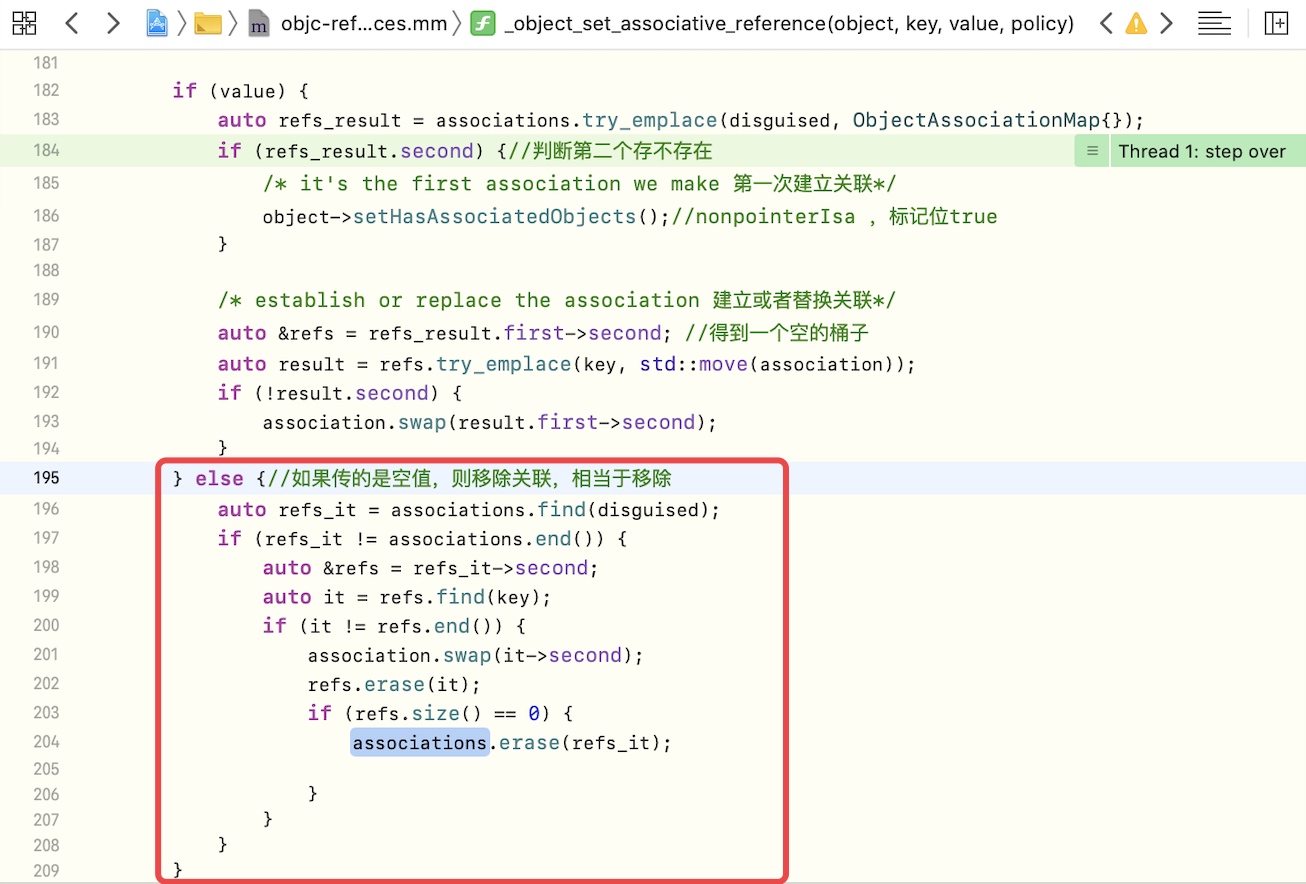 objc-ref...ces.mm _object_set_associative_reference(object, key, value, policy)
181
182 if (value) {
183 auto refs_result = associations.try_emplace(disguised, ObjectAssociationMap{});
184 if (refs_result.second) {//判断第二个存不存在 Thread 1: step over
185 /* it's the first association we make 第一次建立关联*/
186 object->setHasAssociatedObjects();//nonpointerIsa ，标记位true
187 }
188
189 /* establish or replace the association 建立或者替换关联*/
190 auto &refs = refs_result.first->second; //得到一个空的桶子
191 auto result = refs.try_emplace(key, std::move(association));
192 if (!result.second) {
193 association.swap(result.first->second);
194 }
195 } else {//如果传的是空值，则移除关联，相当于移除
196 auto refs_it = associations.find(disguised);
197 if (refs_it != associations.end()) {
198 auto &refs = refs_it->second;
199 auto it = refs.find(key);
200 if (it != refs.end()) {
201 association.swap(it->second);
202 refs.erase(it);
203 if (refs.size() == 0) {
204 associations.erase(refs_it);
205
206 }
207 }
208 }
209 }